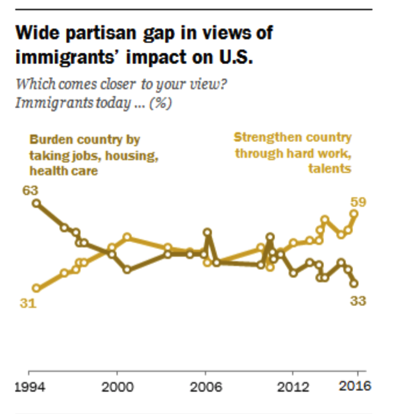 Wide partisan gap in views of
immigrants’ impact on U.S.
Which comes closer to your view?
Immigrants today ... (%)
Burden country by
taking jobs, housing,
health care
Strengthen country
through hard work,
talents
63
59
31
33
1994 2000 2006 2012 2016